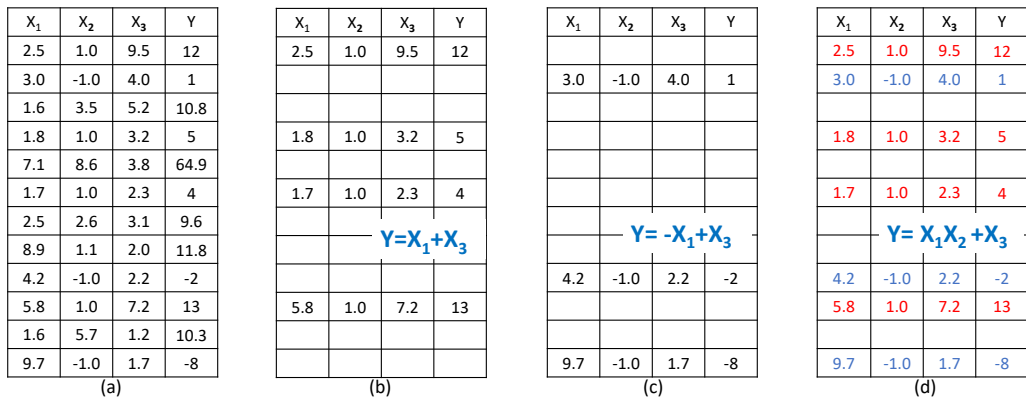 X₁ X₂ X₃ Y
2.5 1.0 9.5 12
3.0 -1.0 4.0 1
1.6 3.5 5.2 10.8
1.8 1.0 3.2 5
7.1 8.6 3.8 64.9
1.7 1.0 2.3 4
2.5 2.6 3.1 9.6
8.9 1.1 2.0 11.8
4.2 -1.0 2.2 -2
5.8 1.0 7.2 13
1.6 5.7 1.2 10.3
9.7 -1.0 1.7 -8
(a)
X₁ X₂ X₃ Y
2.5 1.0 9.5 12
1.8 1.0 3.2 5
1.7 1.0 2.3 4
Y=X₁+X₃
5.8 1.0 7.2 13
(b)
X₁ X₂ X₃ Y
3.0 -1.0 4.0 1
Y= -X₁+X₃
4.2 -1.0 2.2 -2
9.7 -1.0 1.7 -8
(c)
X₁ X₂ X₃ Y
2.5 1.0 9.5 12
3.0 -1.0 4.0 1
1.8 1.0 3.2 5
1.7 1.0 2.3 4
Y= X₁X₂ +X₃
4.2 -1.0 2.2 -2
5.8 1.0 7.2 13
9.7 -1.0 1.7 -8
(d)